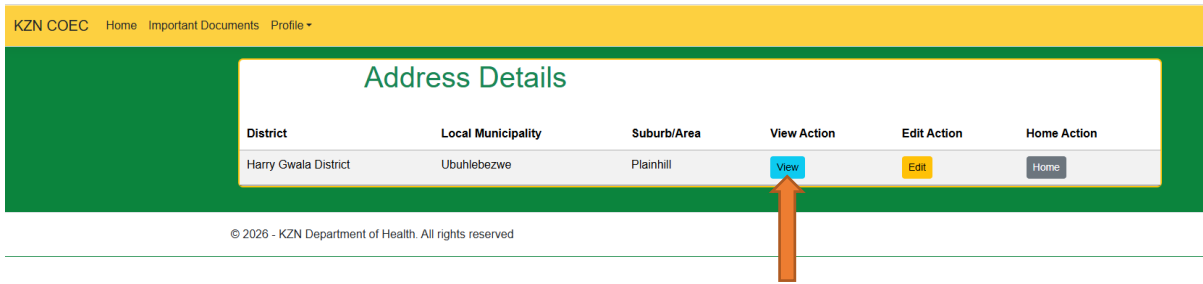 KZN COEC Home Important Documents Profile
Address Details
District Local Municipality Suburb/Area View Action Edit Action Home Action
Harry Gwala District Ubuhlebezwe Plainhill View Edit Home
© 2026 - KZN Department of Health. All rights reserved